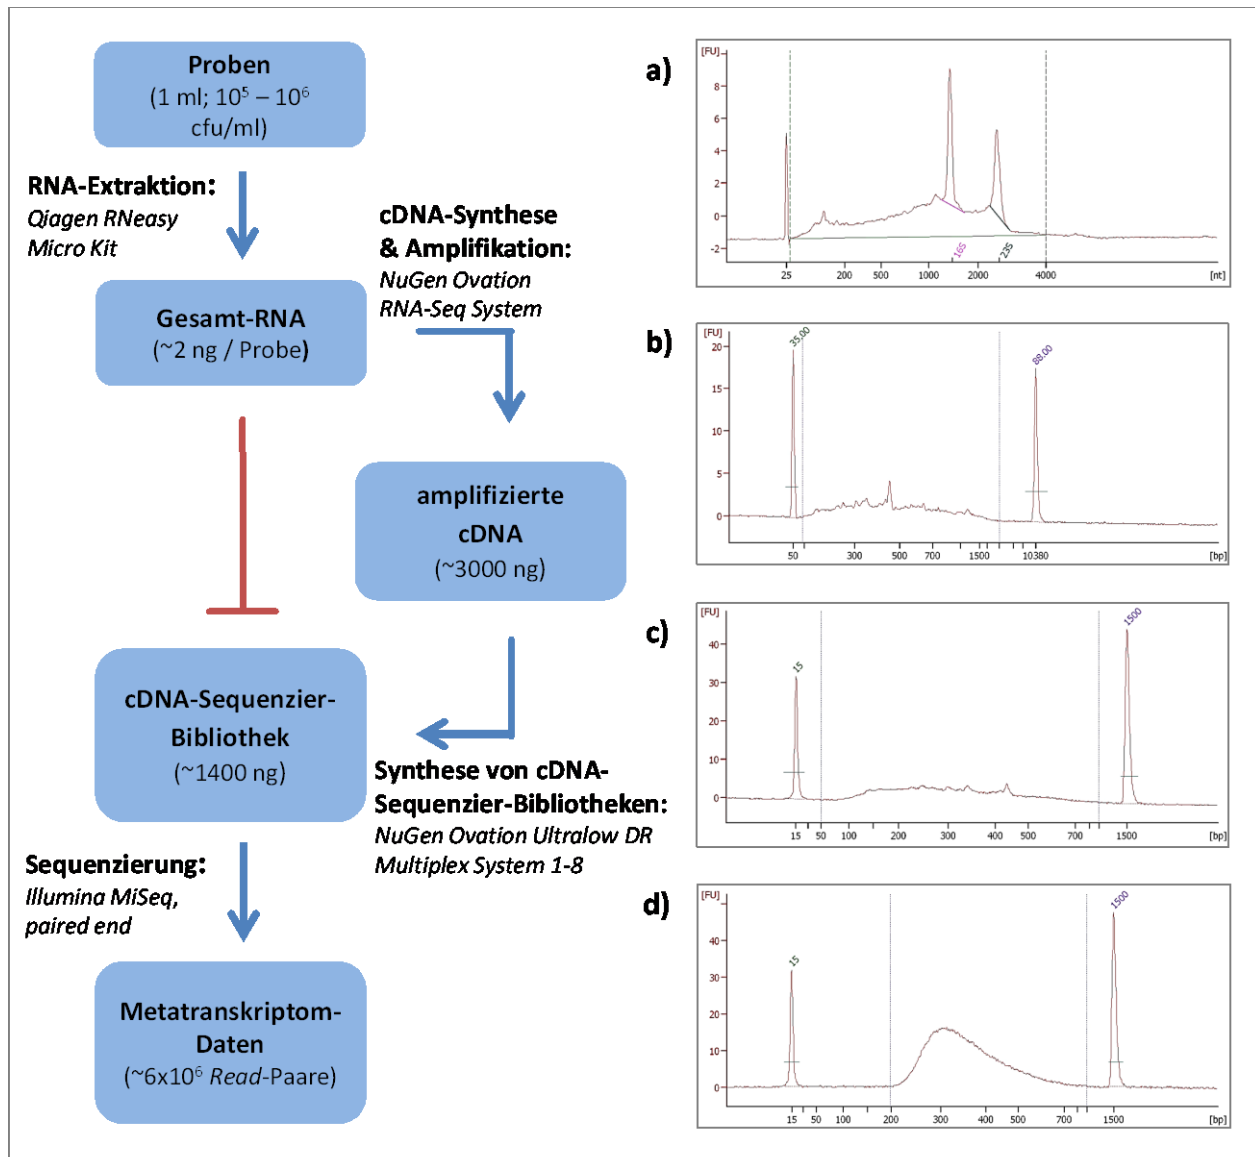 Proben
(1 ml; 10⁵ – 10⁶
cfu/ml)
RNA-Extraktion:
Qiagen RNeasy
Micro Kit
cDNA-Synthese
& Amplifikation:
NuGen Ovation
RNA-Seq System
Gesamt-RNA
(~2 ng / Probe)
amplifizierte
cDNA
(~3000 ng)
cDNA-Sequenzier-
Bibliothek
(~1400 ng)
Synthese von cDNA-
Sequenzier-Bibliotheken:
NuGen Ovation Ultralow DR
Multiplex System 1-8
Sequenzierung:
Illumina MiSeq,
paired end
Metatranskriptom-
Daten
(~6x10⁶ Read-Paare)
a)
[FU]
8
6
4
2
0
-2
16S
23S
25 200 500 1000 2000 4000 [nt]
b)
[FU]
35.00
88.00
20
15
10
5
0
50 300 500 700 1500 10380 [bp]
c)
[FU]
15
1500
40
30
20
10
0
15 50 100 200 300 400 500 700 1500 [bp]
d)
[FU]
15
1500
40
30
20
10
0
15 50 100 200 300 400 500 700 1500 [bp]